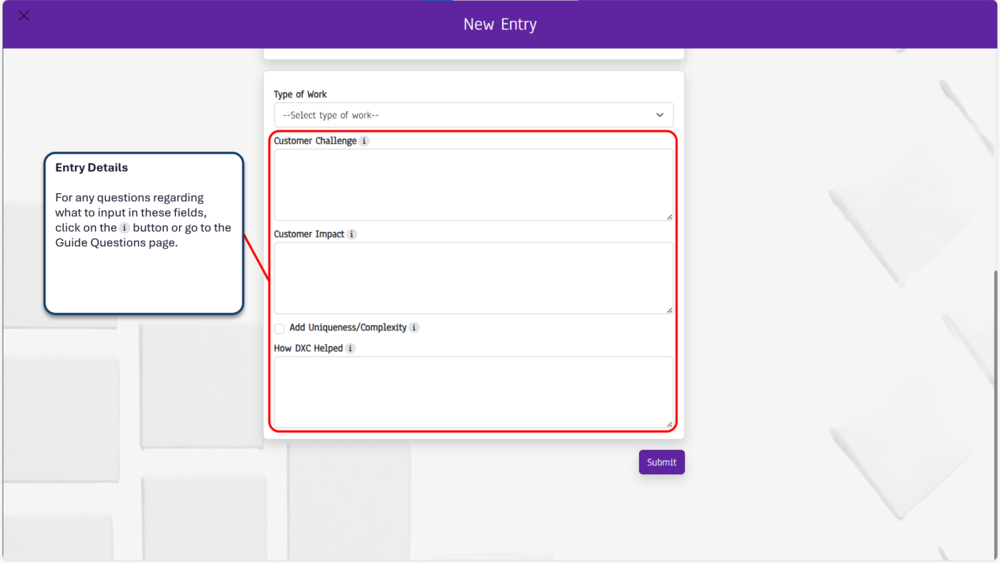 New Entry
Type of Work
--Select type of work--
Customer Challenge i
Entry Details
For any questions regarding
what to input in these fields,
click on the i button or go to the
Guide Questions page.
Customer Impact i
Add Uniqueness/Complexity i
How DXC Helped i
Submit